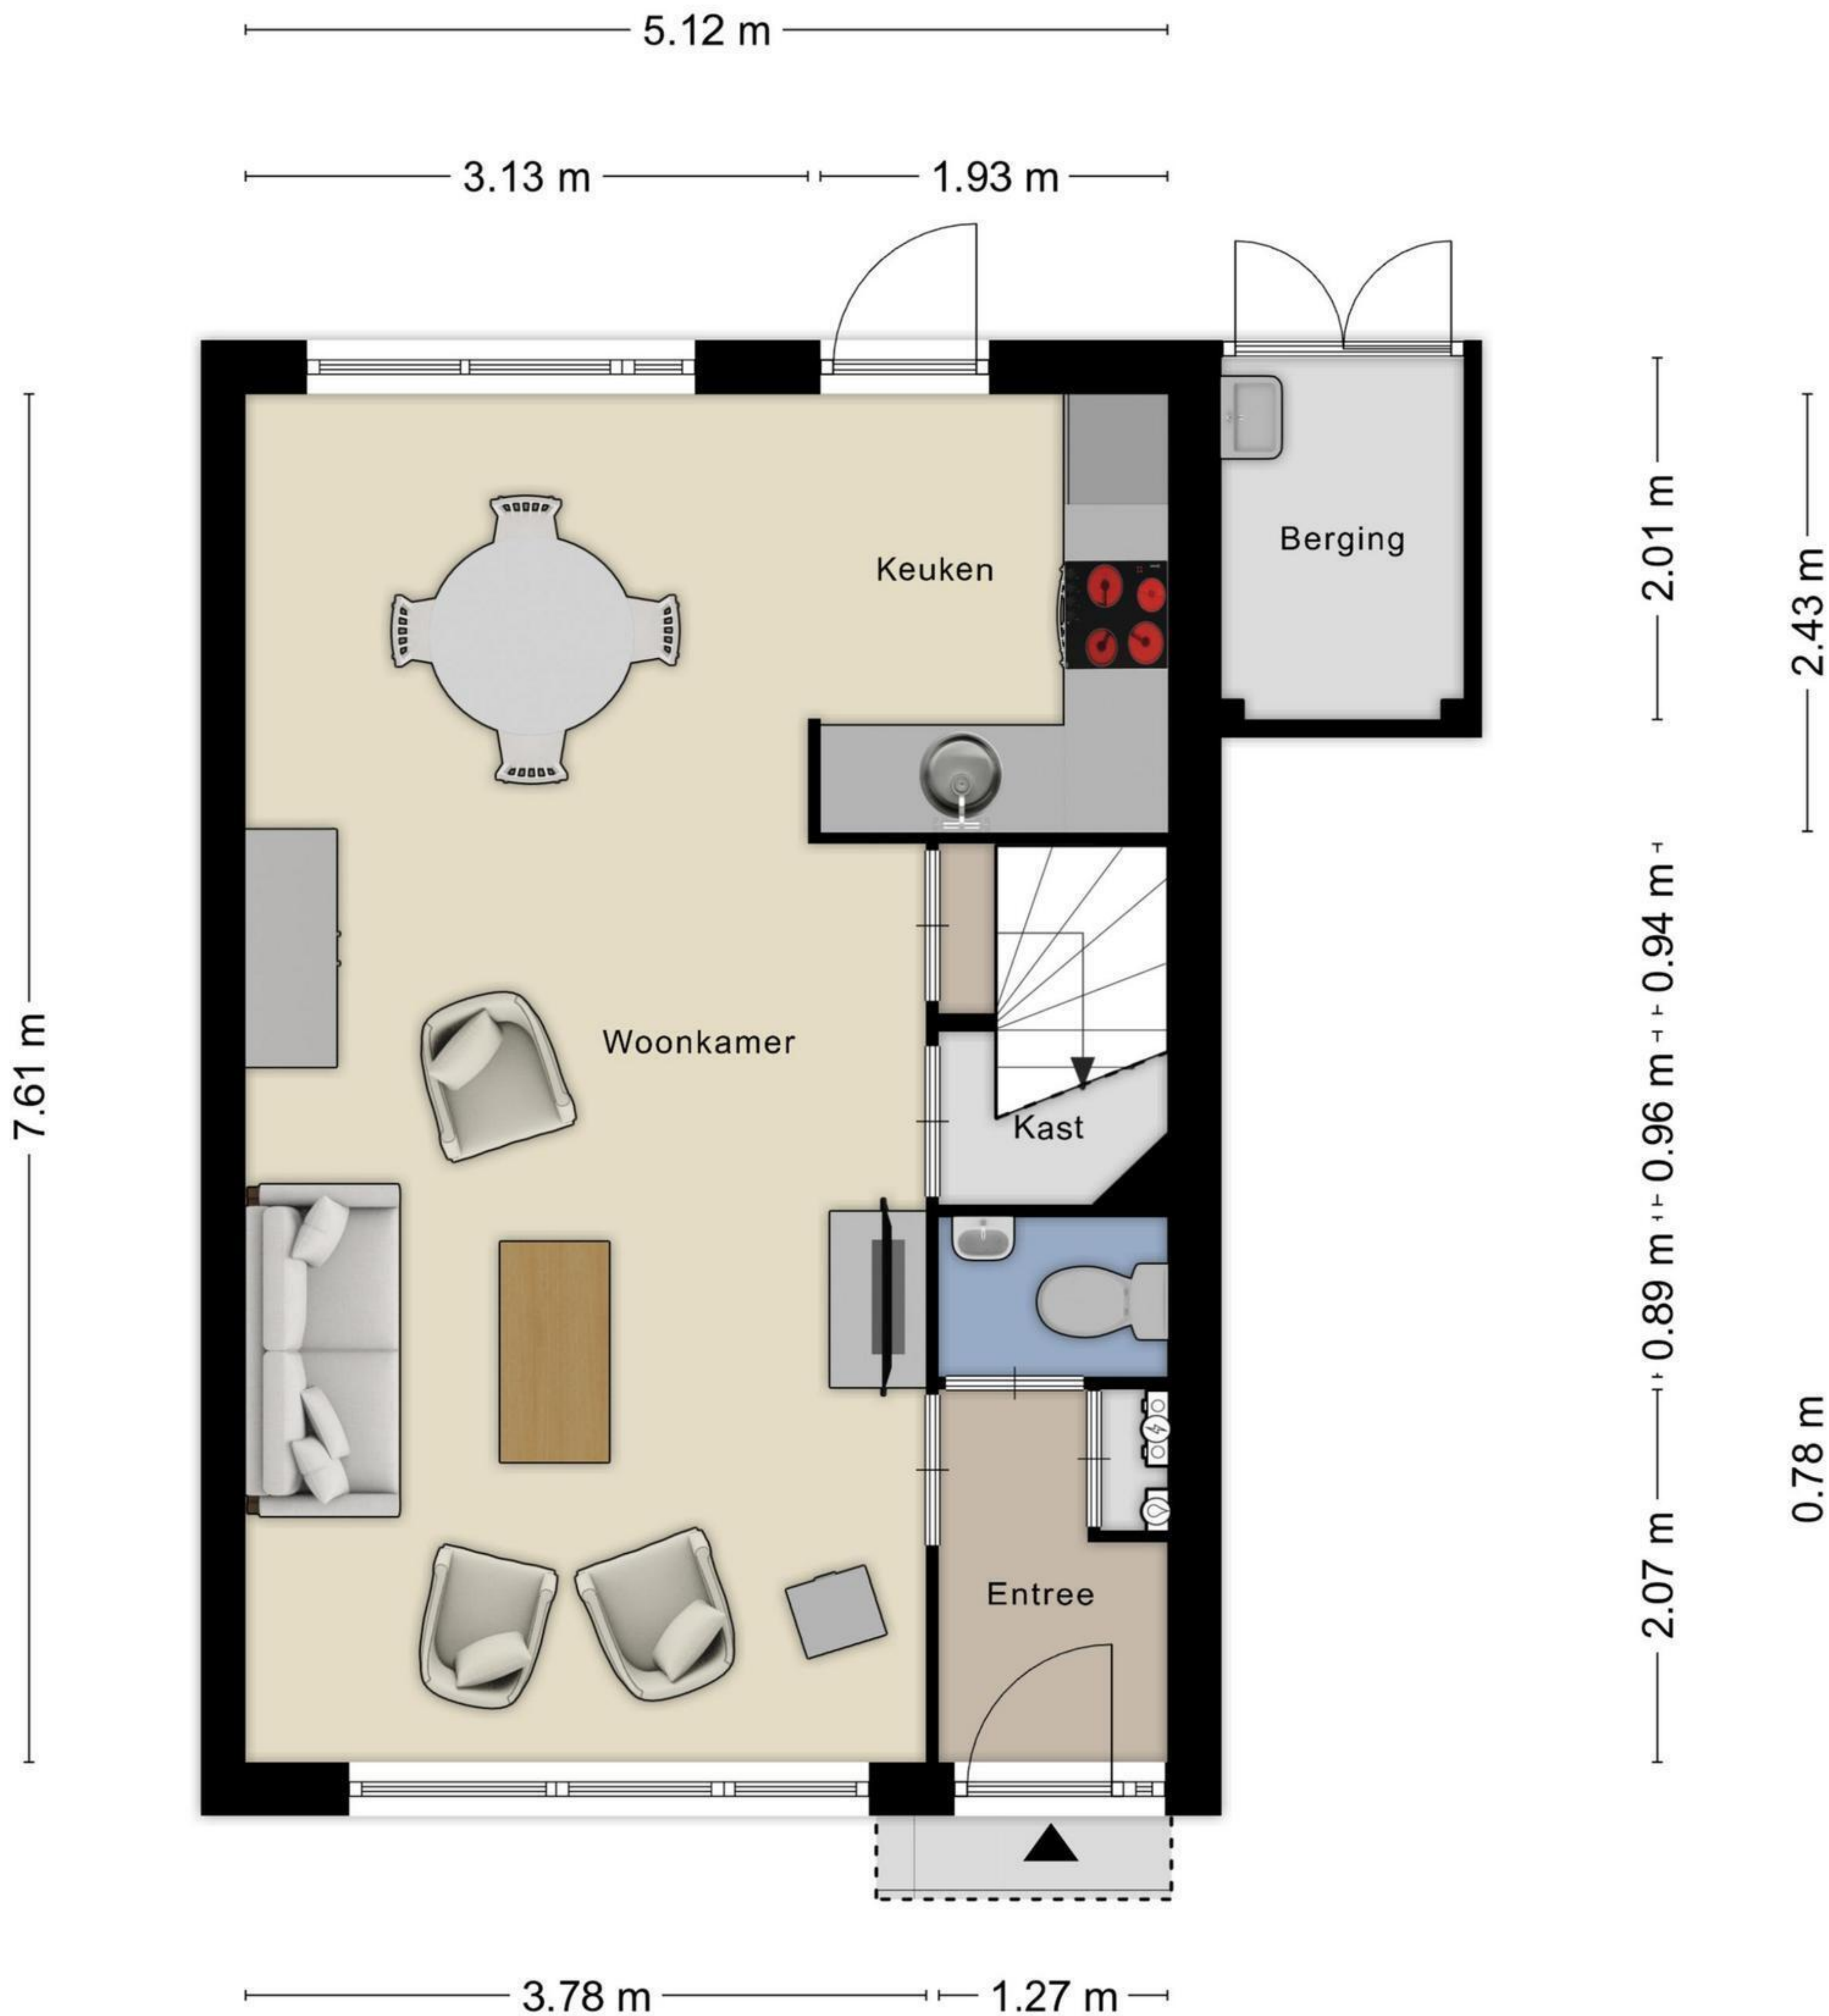 5.12 m
3.13 m
1.93 m
Keuken
Berging
2.01 m
2.43 m
7.61 m
Woonkamer
0.94 m
Kast
0.96 m
0.89 m
0.78 m
Entree
2.07 m
3.78 m
1.27 m